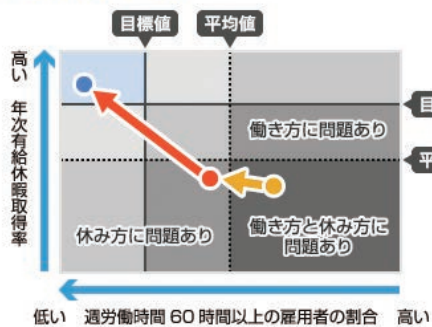 目標値
平均値
高い
年次有給休暇取得率
目
働き方に問題あり
平
休み方に問題あり
働き方と休み方に
問題あり
低い 週労働時間 60 時間以上の雇用者の割合 高い